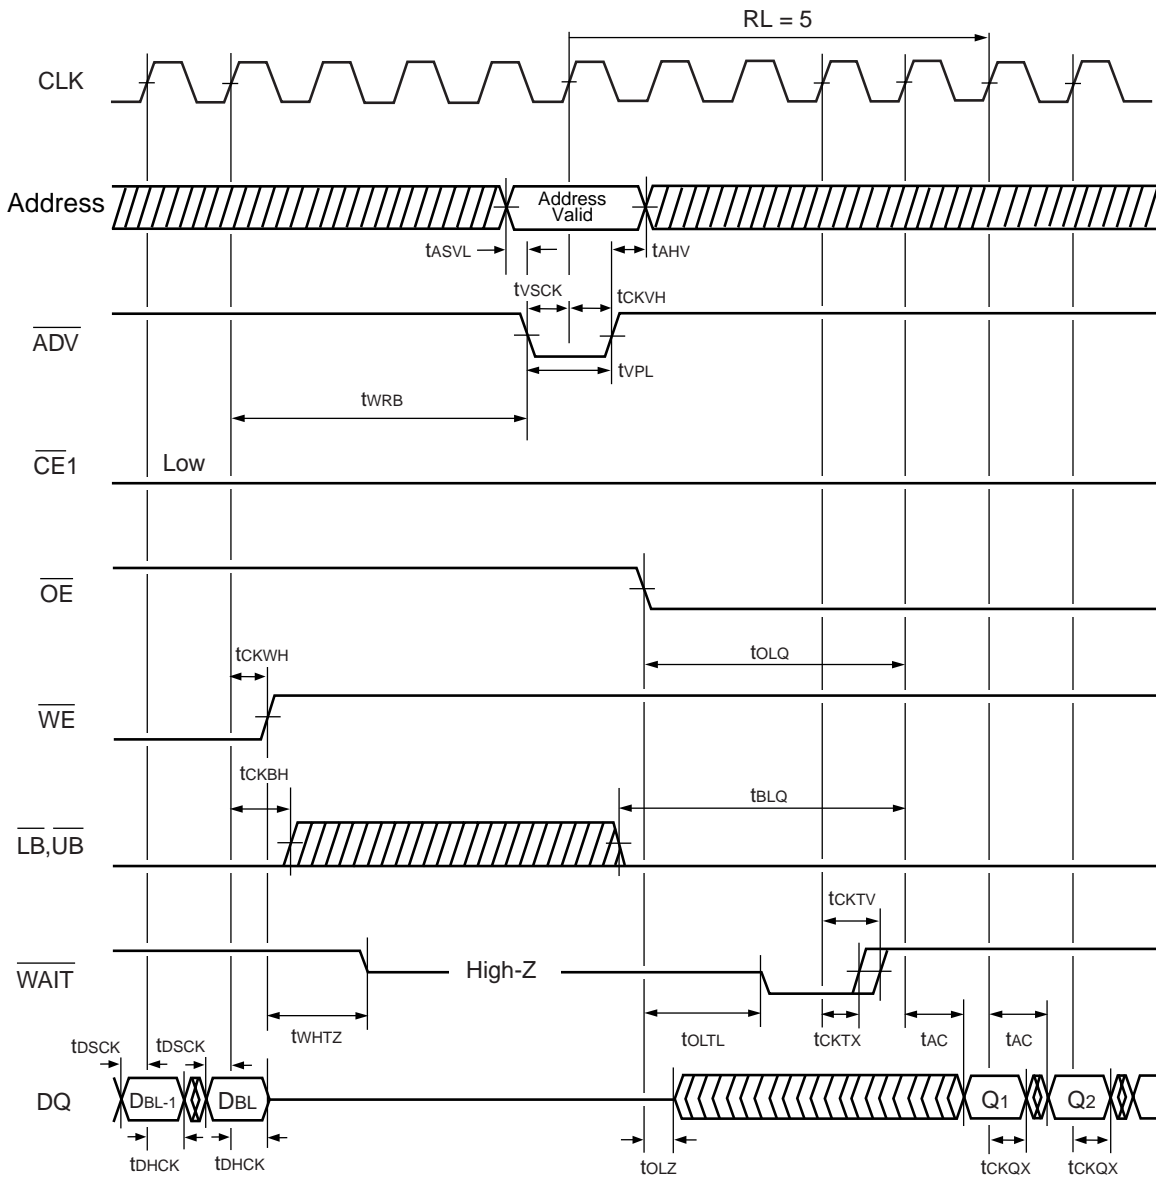 RL = 5
CLK
Address
Address
Valid
tASVL
tAHV
tVSCK
tCKVH
ADV
tVPL
tWRB
CE1
Low
OE
tOLQ
tCKWH
WE
tCKBH
tBLQ
LB,UB
tCKTV
WAIT
High-Z
tWHTZ
tOLTL
tCKTX
tAC
tAC
tDSCK
tDSCK
DQ
DBL-1
DBL
Q1
Q2
tDHCK
tDHCK
tOLZ
tCKQX
tCKQX